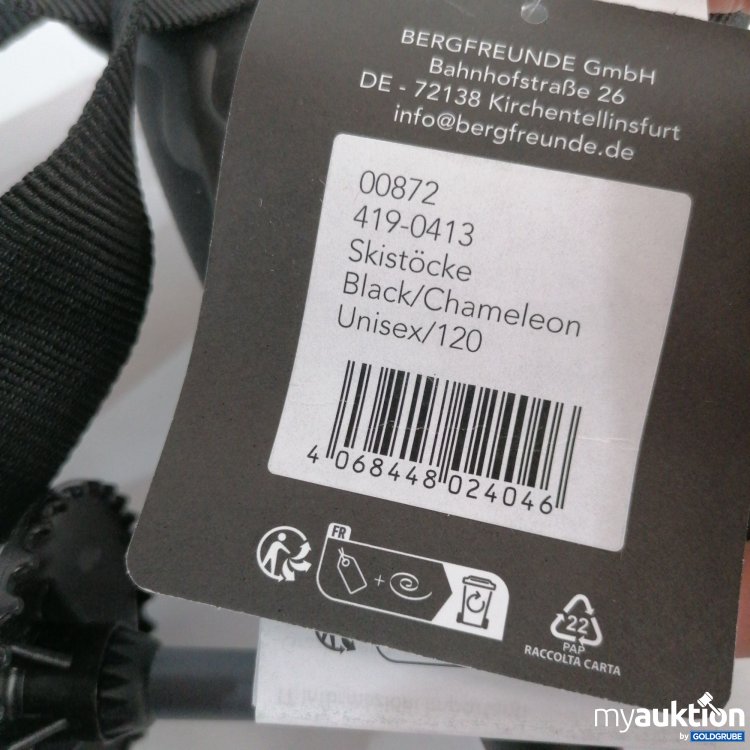 BERGFREUNDE GmbH
Bahnhofstraße 26
DE - 72138 Kirchentellinsfurt
info@bergfreunde.de
00872
419-0413
Skistöcke
Black/Chameleon
Unisex/120
4 068448 024046
FR
22
PAP
RACCOLTA CARTA
myauktion
by GOLDGRUBE